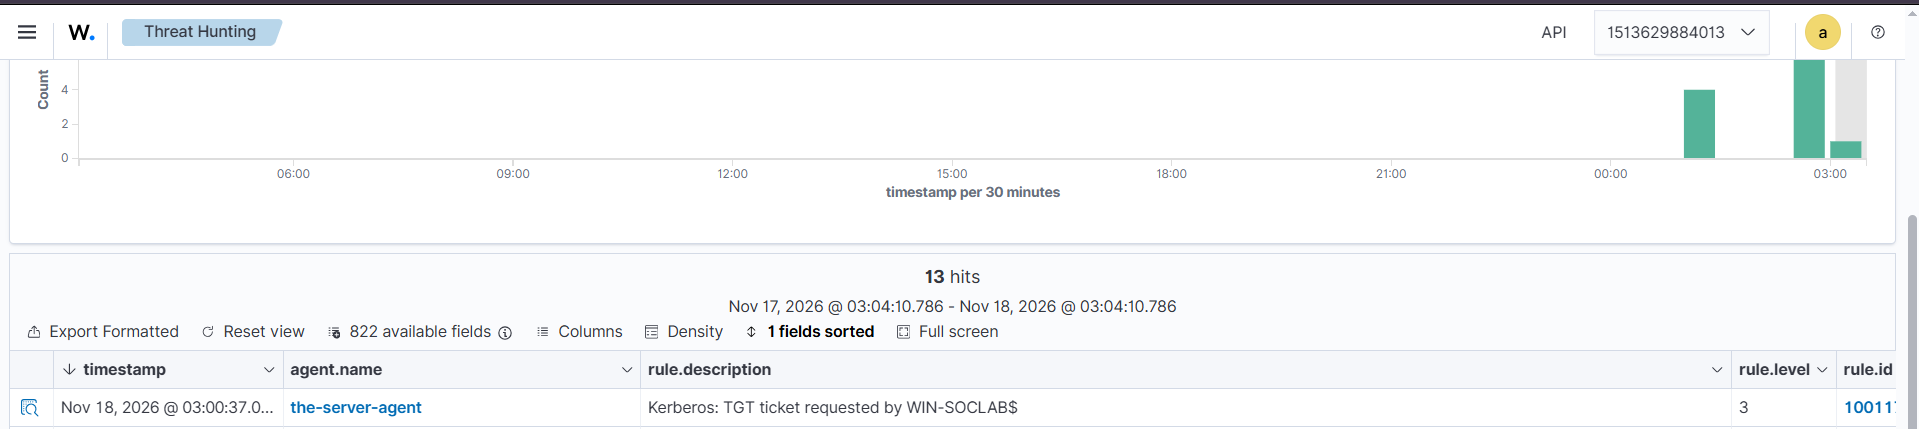 W. Threat Hunting API 1513629884013 a
Count
4
2
0
06:00 09:00 12:00 15:00 18:00 21:00 00:00 03:00
timestamp per 30 minutes
13 hits
Nov 17, 2026 @ 03:04:10.786 - Nov 18, 2026 @ 03:04:10.786
Export Formatted Reset view 822 available fields Columns Density 1 fields sorted Full screen
timestamp agent.name rule.description rule.level rule.id
Nov 18, 2026 @ 03:00:37.0... the-server-agent Kerberos: TGT ticket requested by WIN-SOCLAB$ 3 10011